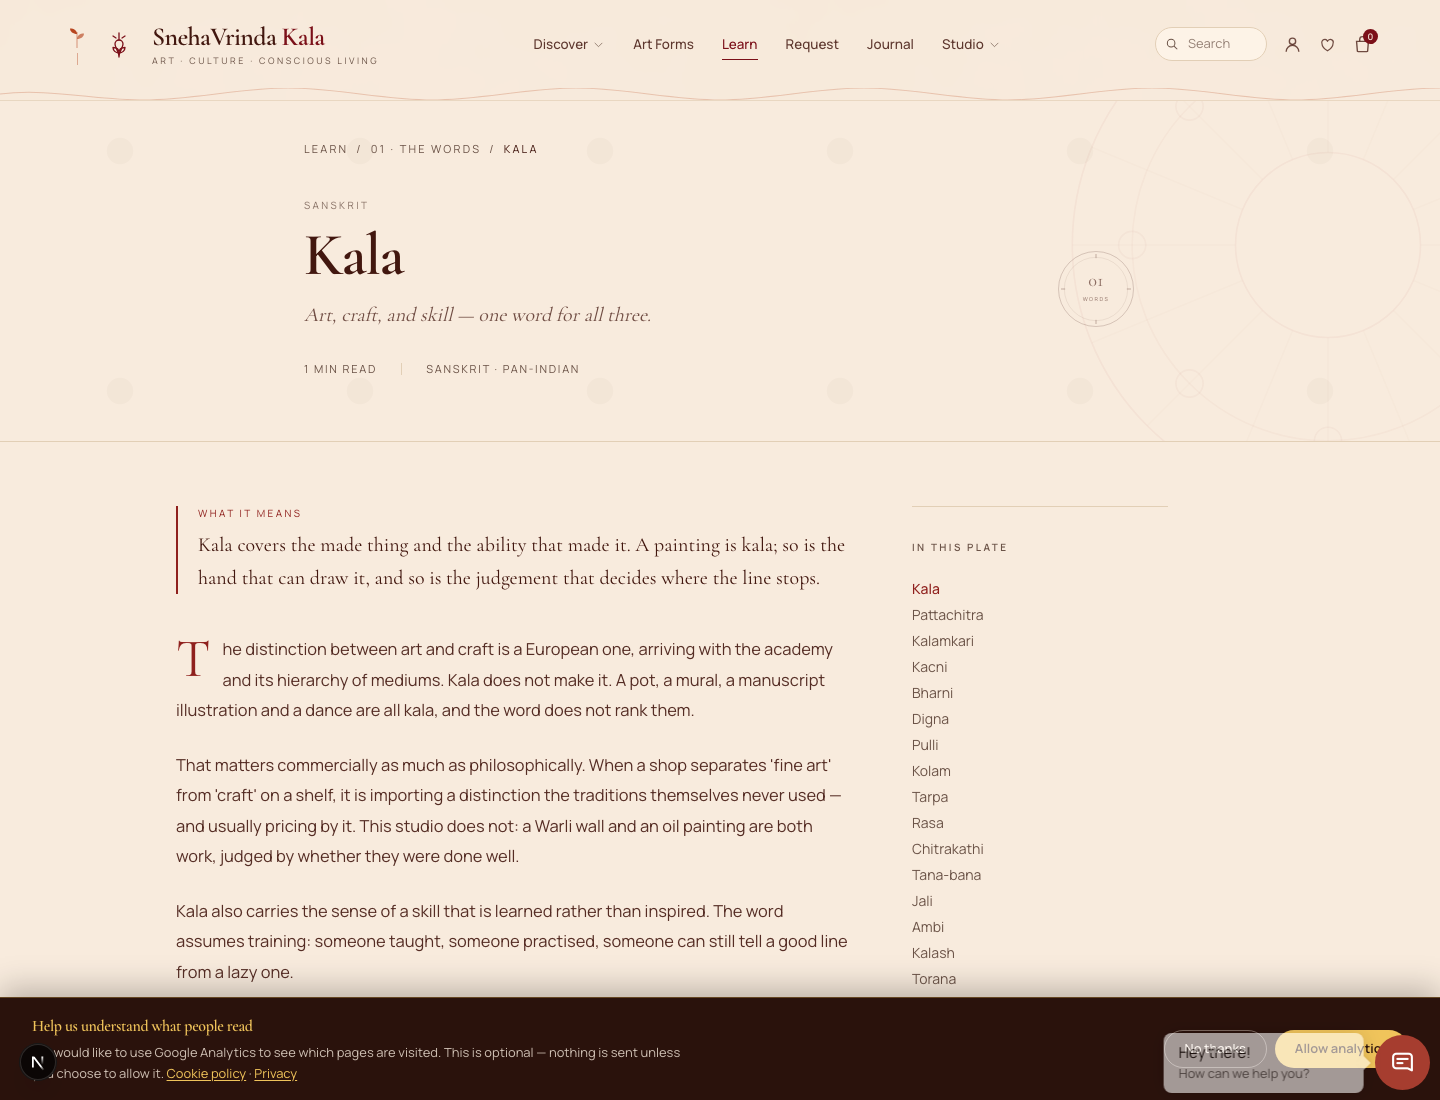 SnehaVrinda Kala
ART · CULTURE · CONSCIOUS LIVING
Discover
Art Forms
Learn
Request
Journal
Studio
Search
0
LEARN / 01 · THE WORDS / KALA
SANSKRIT
Kala
Art, craft, and skill — one word for all three.
01
WORDS
1 MIN READ
SANSKRIT · PAN-INDIAN
WHAT IT MEANS
Kala covers the made thing and the ability that made it. A painting is kala; so is the
hand that can draw it, and so is the judgement that decides where the line stops.
The distinction between art and craft is a European one, arriving with the academy
and its hierarchy of mediums. Kala does not make it. A pot, a mural, a manuscript
illustration and a dance are all kala, and the word does not rank them.
That matters commercially as much as philosophically. When a shop separates 'fine art'
from 'craft' on a shelf, it is importing a distinction the traditions themselves never used —
and usually pricing by it. This studio does not: a Warli wall and an oil painting are both
work, judged by whether they were done well.
Kala also carries the sense of a skill that is learned rather than inspired. The word
assumes training: someone taught, someone practised, someone can still tell a good line
from a lazy one.
IN THIS PLATE
Kala
Pattachitra
Kalamkari
Kacni
Bharni
Digna
Pulli
Kolam
Tarpa
Rasa
Chitrakathi
Tana-bana
Jali
Ambi
Kalash
Torana
Help us understand what people read
would like to use Google Analytics to see which pages are visited. This is optional — nothing is sent unless
choose to allow it. Cookie policy · Privacy
N
No thanks
Allow analytic
Hey there!
How can we help you?